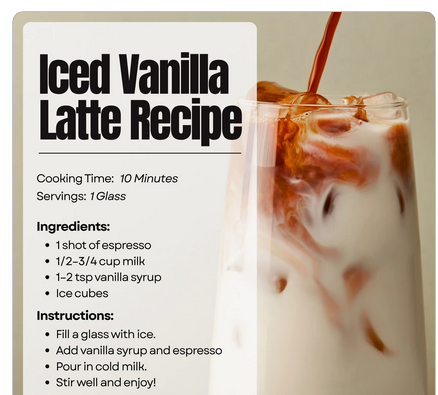 Iced Vanilla
Latte Recipe
Cooking Time: 10 Minutes
Servings: 1 Glass
Ingredients:
• 1 shot of espresso
• 1/2–3/4 cup milk
• 1–2 tsp vanilla syrup
• Ice cubes
Instructions:
• Fill a glass with ice.
• Add vanilla syrup and espresso
• Pour in cold milk.
• Stir well and enjoy!